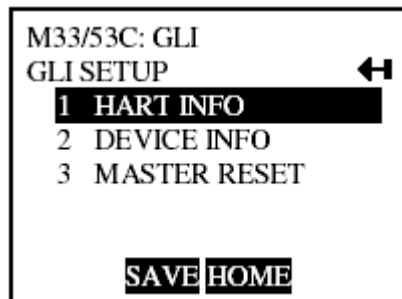 M33/53C: GLI
GLI SETUP
1 HART INFO
2 DEVICE INFO
3 MASTER RESET
SAVE HOME